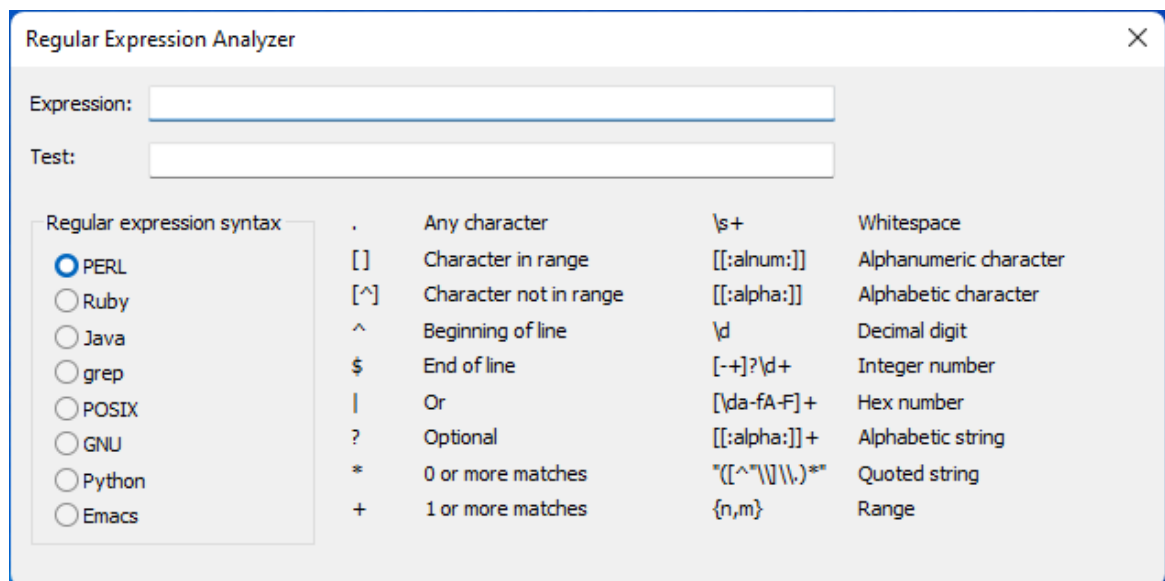 Regular Expression Analyzer
Expression:
Test:
Regular expression syntax
PERL
Ruby
Java
grep
POSIX
GNU
Python
Emacs
. Any character \s+ Whitespace
[] Character in range [[:alnum:]] Alphanumeric character
[^] Character not in range [[:alpha:]] Alphabetic character
^ Beginning of line \d Decimal digit
$ End of line [-+]?\d+ Integer number
| Or [\da-fA-F]+ Hex number
? Optional [[:alpha:]]+ Alphabetic string
* 0 or more matches "([^"\\]\\.)*" Quoted string
+ 1 or more matches {n,m} Range